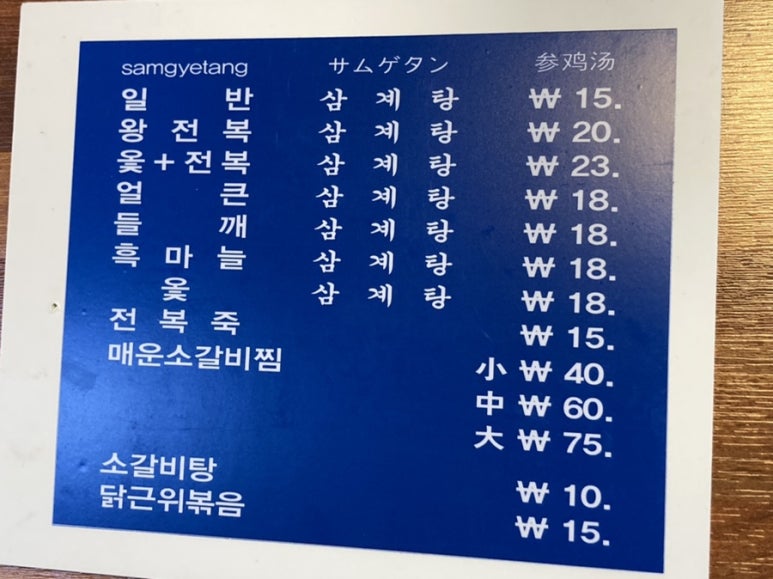 samgyetang サムゲタン 参鸡汤
일 반 삼 계 탕 ₩ 15.
왕 전 복 삼 계 탕 ₩ 20.
옻+전복 삼 계 탕 ₩ 23.
얼 큰 삼 계 탕 ₩ 18.
들 깨 삼 계 탕 ₩ 18.
흑 마 늘 삼 계 탕 ₩ 18.
옻 삼 계 탕 ₩ 18.
전 복 죽 ₩ 15.
매운소갈비찜 小 ₩ 40.
中 ₩ 60.
大 ₩ 75.
소갈비탕 ₩ 10.
닭근위볶음 ₩ 15.